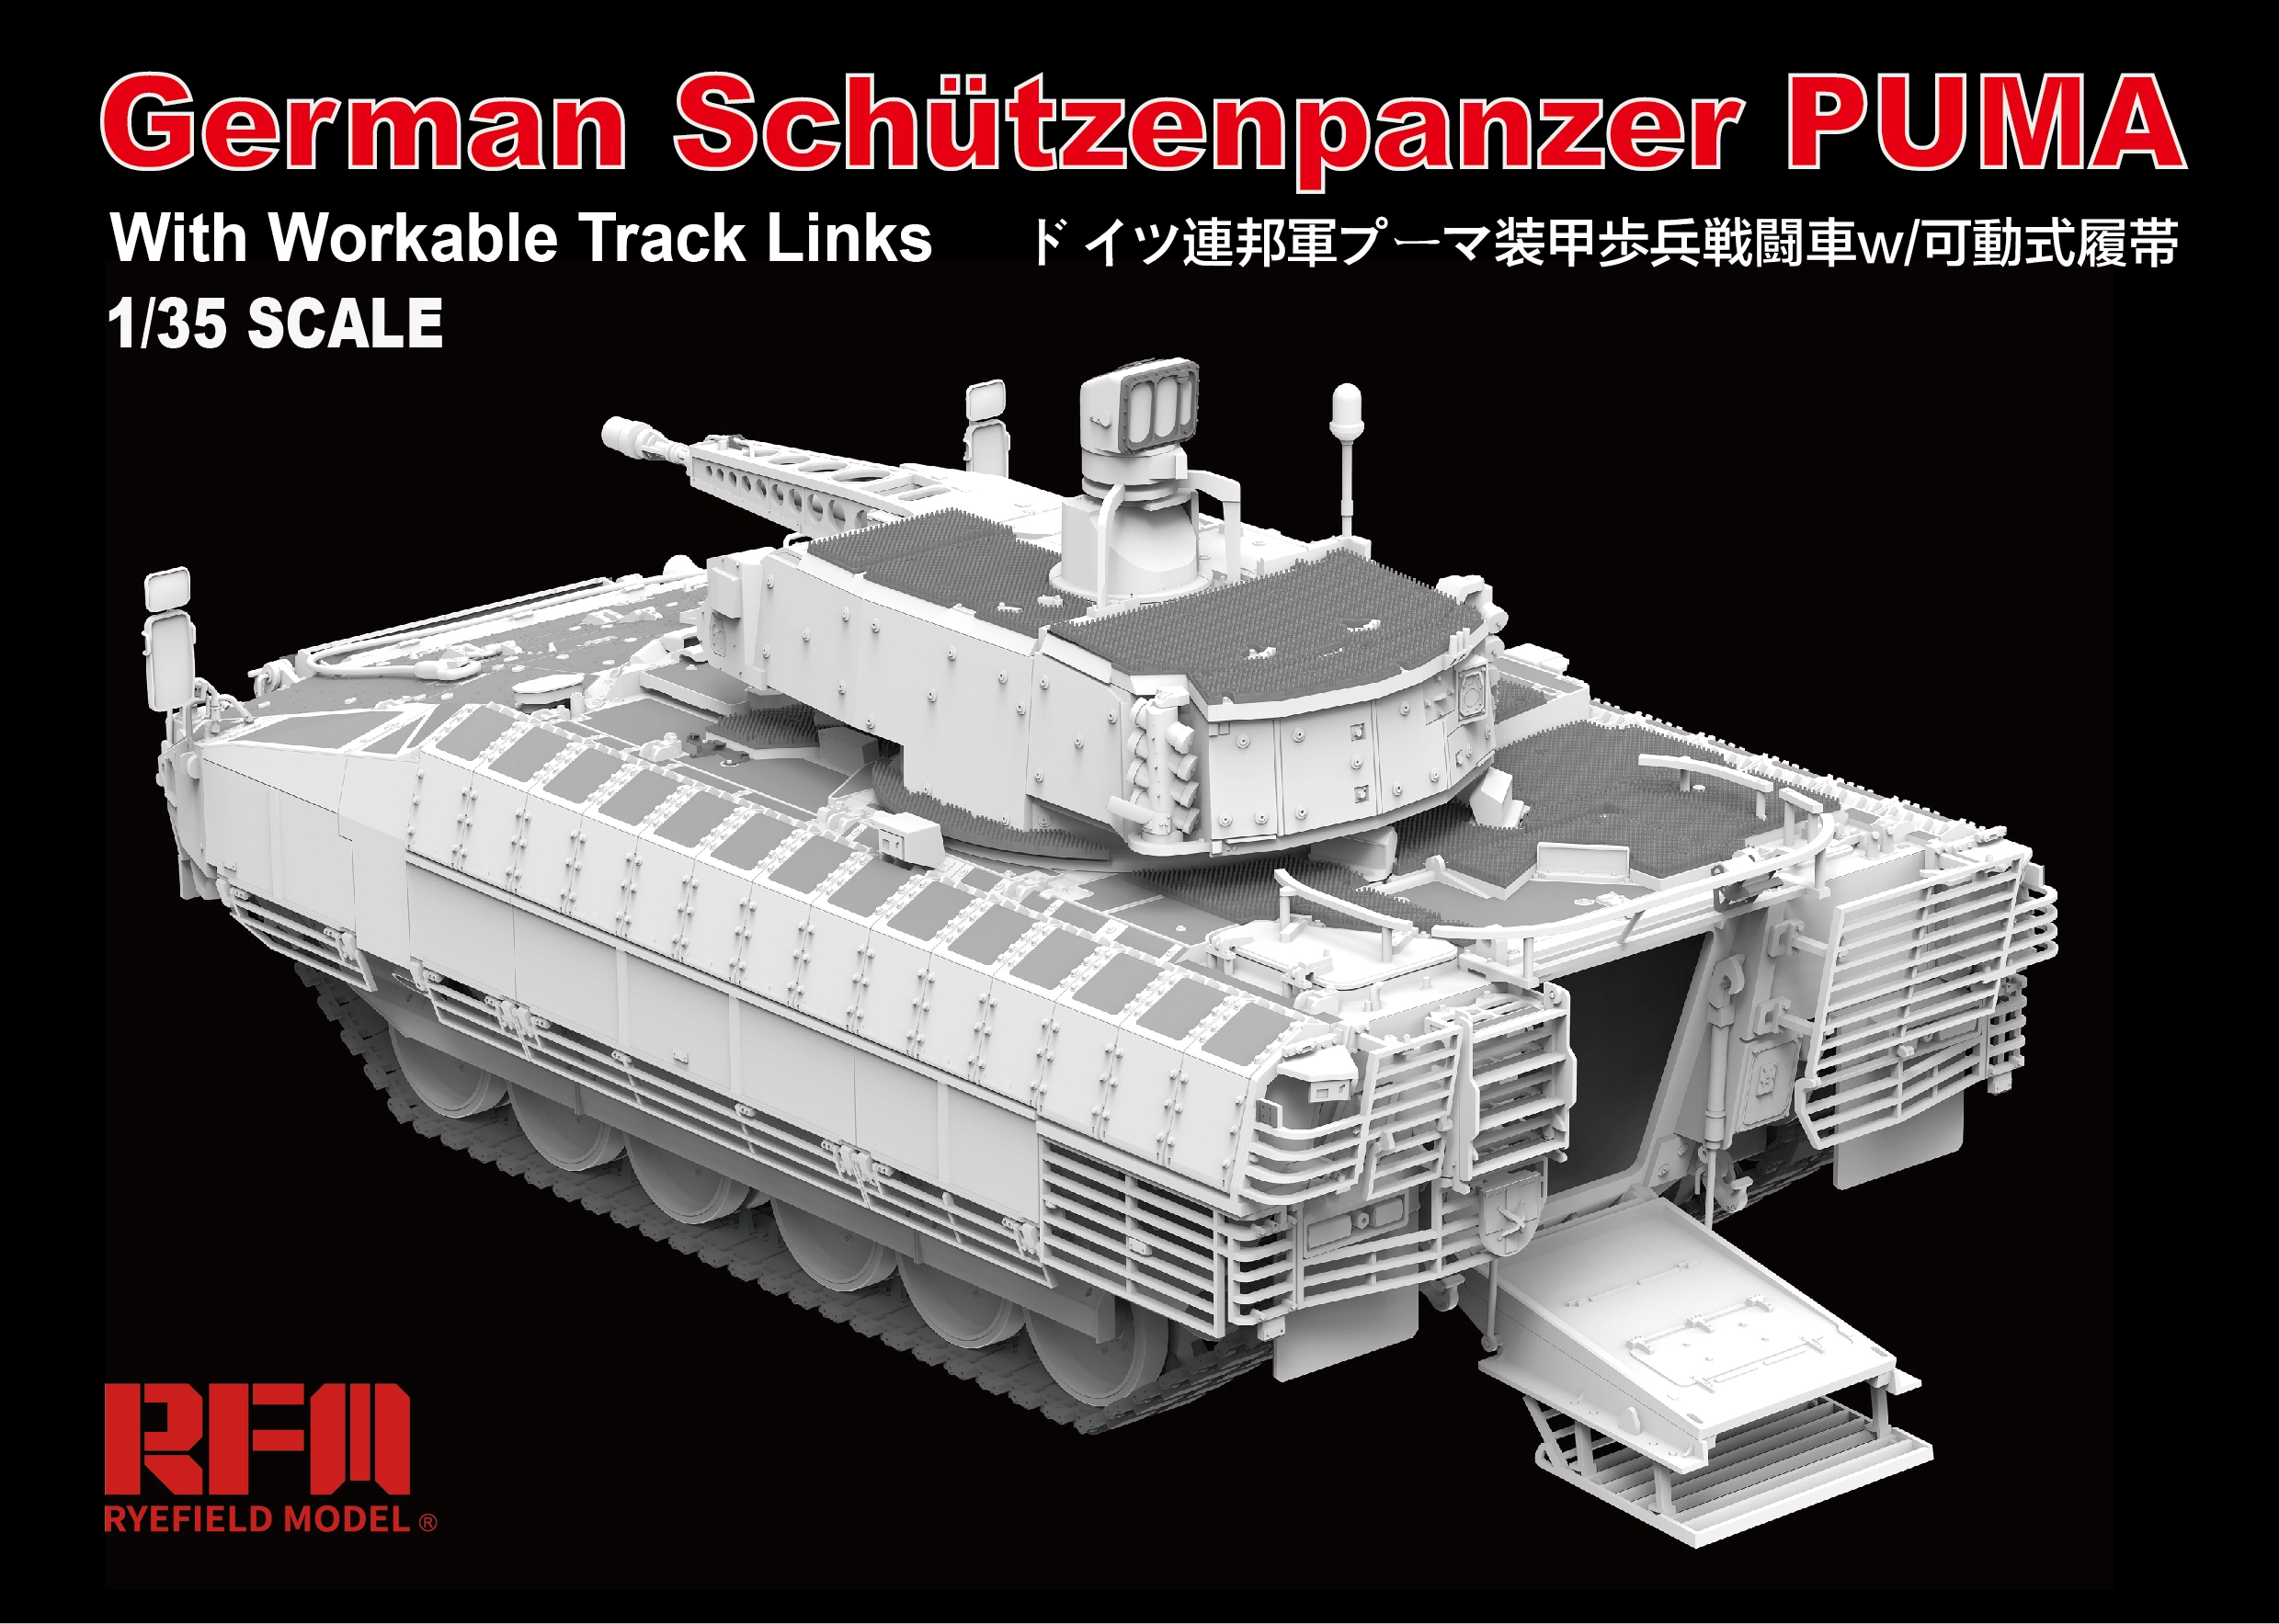 German Schützenpanzer PUMA
With Workable Track Links
ドイツ連邦軍プーマ装甲歩兵戦闘車w/可動式履帯
1/35 SCALE
RFM
RYEFIELD MODEL ®